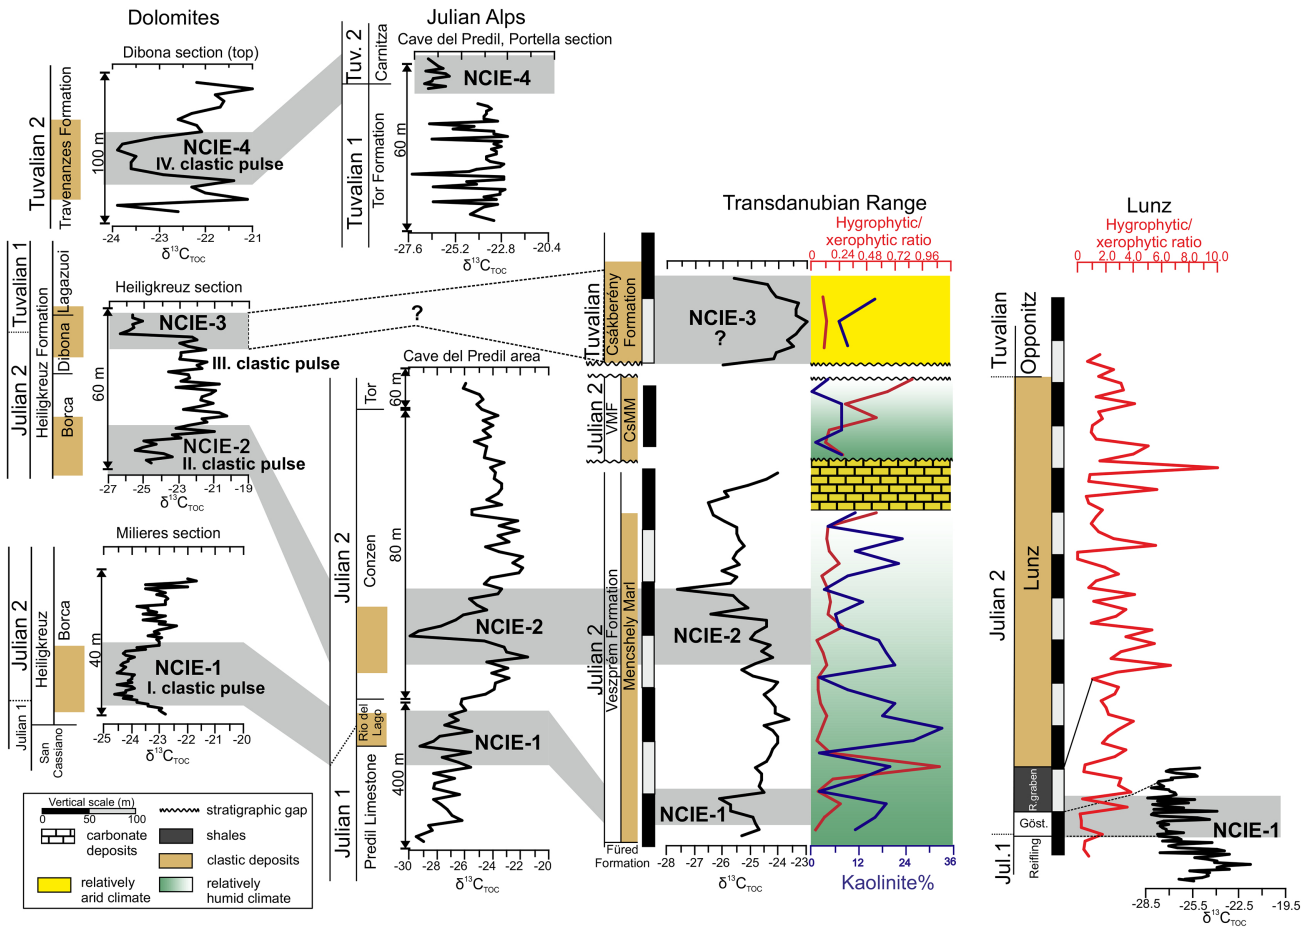 Dolomites
Dibona section (top)
Tuvalian 2
Travenanzes Formation
100 m
NCIE-4
IV. clastic pulse
-24 -23 -22 -21
δ13CTOC
Julian Alps
Cave del Predil, Portella section
Tuv. 2
Carnitza
NCIE-4
Tuvalian 1
Tor Formation
60 m
-27.6 -25.2 -22.8 -20.4
δ13CTOC
Heiligkreuz section
Tuvalian 1
Julian 2
Heiligkreuz Formation
Lagazuoi
Dibona
Borca
60 m
NCIE-3
III. clastic pulse
NCIE-2
II. clastic pulse
-27 -25 -23 -21 -19
δ13CTOC
?
Milieres section
Julian 2
Julian 1
Heiligkreuz
Borca
San
Cassiano
40 m
NCIE-1
I. clastic pulse
-25 -24 -23 -22 -21 -20
δ13CTOC
Cave del Predil area
Julian 2
Julian 1
Tor
Conzen
Rio del
Lago
Predil Limestone
60 m
80 m
400 m
NCIE-2
NCIE-1
-30 -28 -26 -24 -22 -20
δ13CTOC
Transdanubian Range
Hygrophytic/
xerophytic ratio
0 0.24 0.48 0.72 0.96
Tuvalian
Csákberény
Formation
NCIE-3
?
Julian 2
VMF
CsMM
Julian 2
Veszprém Formation
Mencshely Marl
NCIE-2
NCIE-1
Füred
Formation
-28 -27 -26 -25 -24 -23
δ13CTOC
0 12 24 36
Kaolinite%
Lunz
Hygrophytic/
xerophytic ratio
0 2.0 4.0 6.0 8.0 10.0
Tuvalian
Opponitz
Julian 2
Lunz
R.graben
Göst.
Jul.1
Reifling
NCIE-1
-28.5 -25.5 -22.5 -19.5
δ13CTOC
Vertical scale (m)
0 50 100
stratigraphic gap
carbonate
deposits
shales
clastic deposits
relatively
arid climate
relatively
humid climate